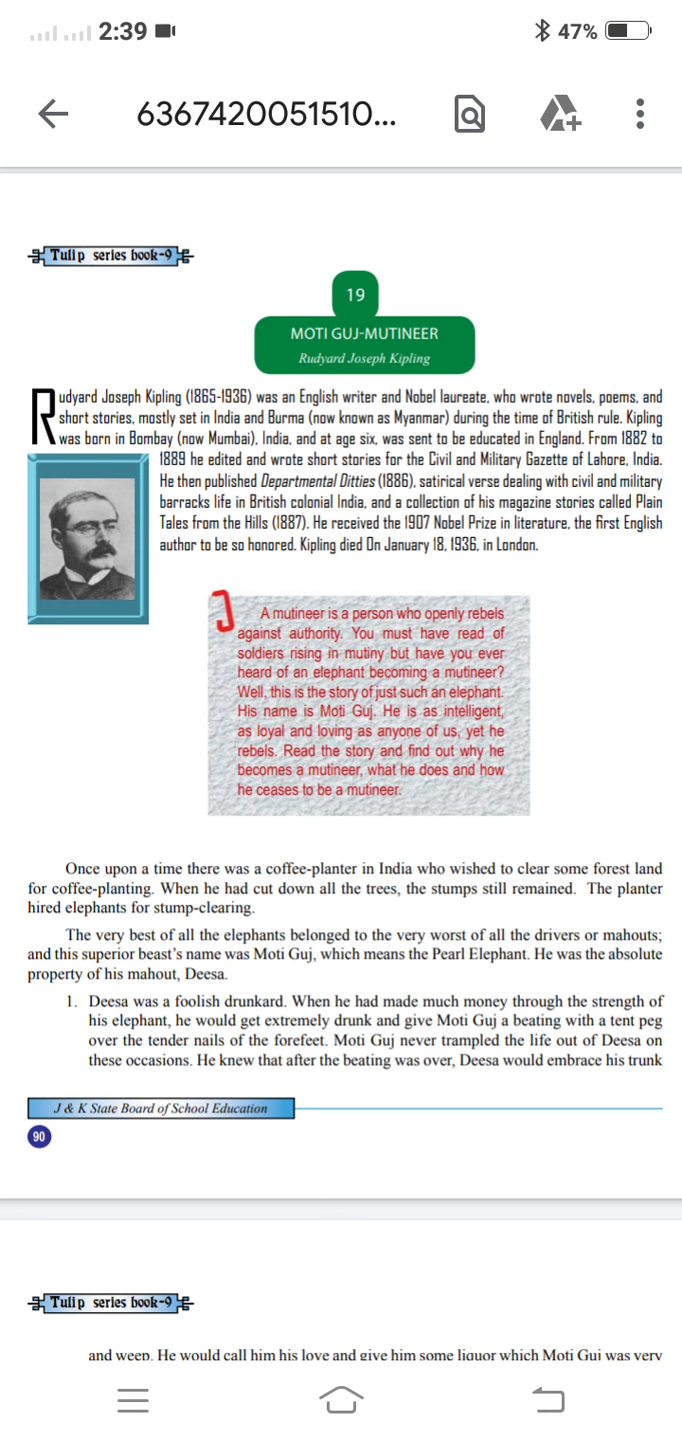 2:39
47%
6367420051510...
Tulip series book-9
19
MOTI GUJ-MUTINEER
Rudyard Joseph Kipling
Rudyard Joseph Kipling (1865-1936) was an English writer and Nobel laureate, who wrote novels, poems, and
short stories, mostly set in India and Burma (now known as Myanmar) during the time of British rule. Kipling
was born in Bombay (now Mumbai), India, and at age six, was sent to be educated in England. From 1882 to
1889 he edited and wrote short stories for the Civil and Military Gazette of Lahore, India.
He then published Departmental Ditties (1886), satirical verse dealing with civil and military
barracks life in British colonial India, and a collection of his magazine stories called Plain
Tales from the Hills (1887). He received the 1907 Nobel Prize in literature, the first English
author to be so honored. Kipling died On January 18, 1936, in London.
A mutineer is a person who openly rebels
against authority. You must have read of
soldiers rising in mutiny but have you ever
heard of an elephant becoming a mutineer?
Well, this is the story of just such an elephant.
His name is Moti Guj. He is as intelligent,
as loyal and loving as anyone of us, yet he
rebels. Read the story and find out why he
becomes a mutineer, what he does and how
he ceases to be a mutineer.
Once upon a time there was a coffee-planter in India who wished to clear some forest land
for coffee-planting. When he had cut down all the trees, the stumps still remained. The planter
hired elephants for stump-clearing.
The very best of all the elephants belonged to the very worst of all the drivers or mahouts;
and this superior beast's name was Moti Guj, which means the Pearl Elephant. He was the absolute
property of his mahout, Deesa.
1. Deesa was a foolish drunkard. When he had made much money through the strength of
his elephant, he would get extremely drunk and give Moti Guj a beating with a tent peg
over the tender nails of the forefeet. Moti Guj never trampled the life out of Deesa on
these occasions. He knew that after the beating was over, Deesa would embrace his trunk
J & K State Board of School Education
90
Tulip series book-9
and weep. He would call him his love and give him some liquor which Moti Guj was very